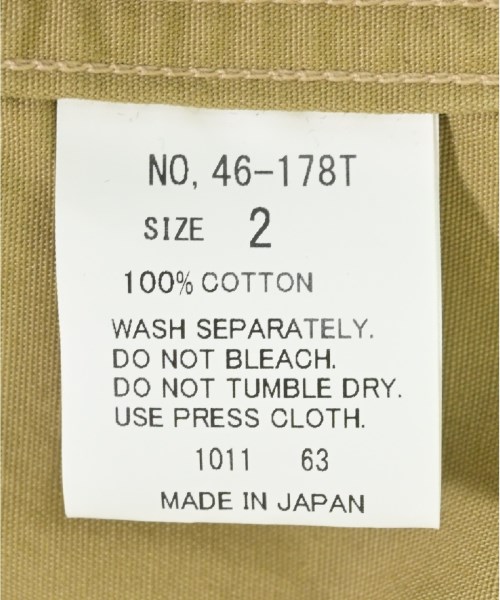 NO, 46-178T
SIZE 2
100% COTTON
WASH SEPARATELY.
DO NOT BLEACH.
DO NOT TUMBLE DRY.
USE PRESS CLOTH.
1011 63
MADE IN JAPAN